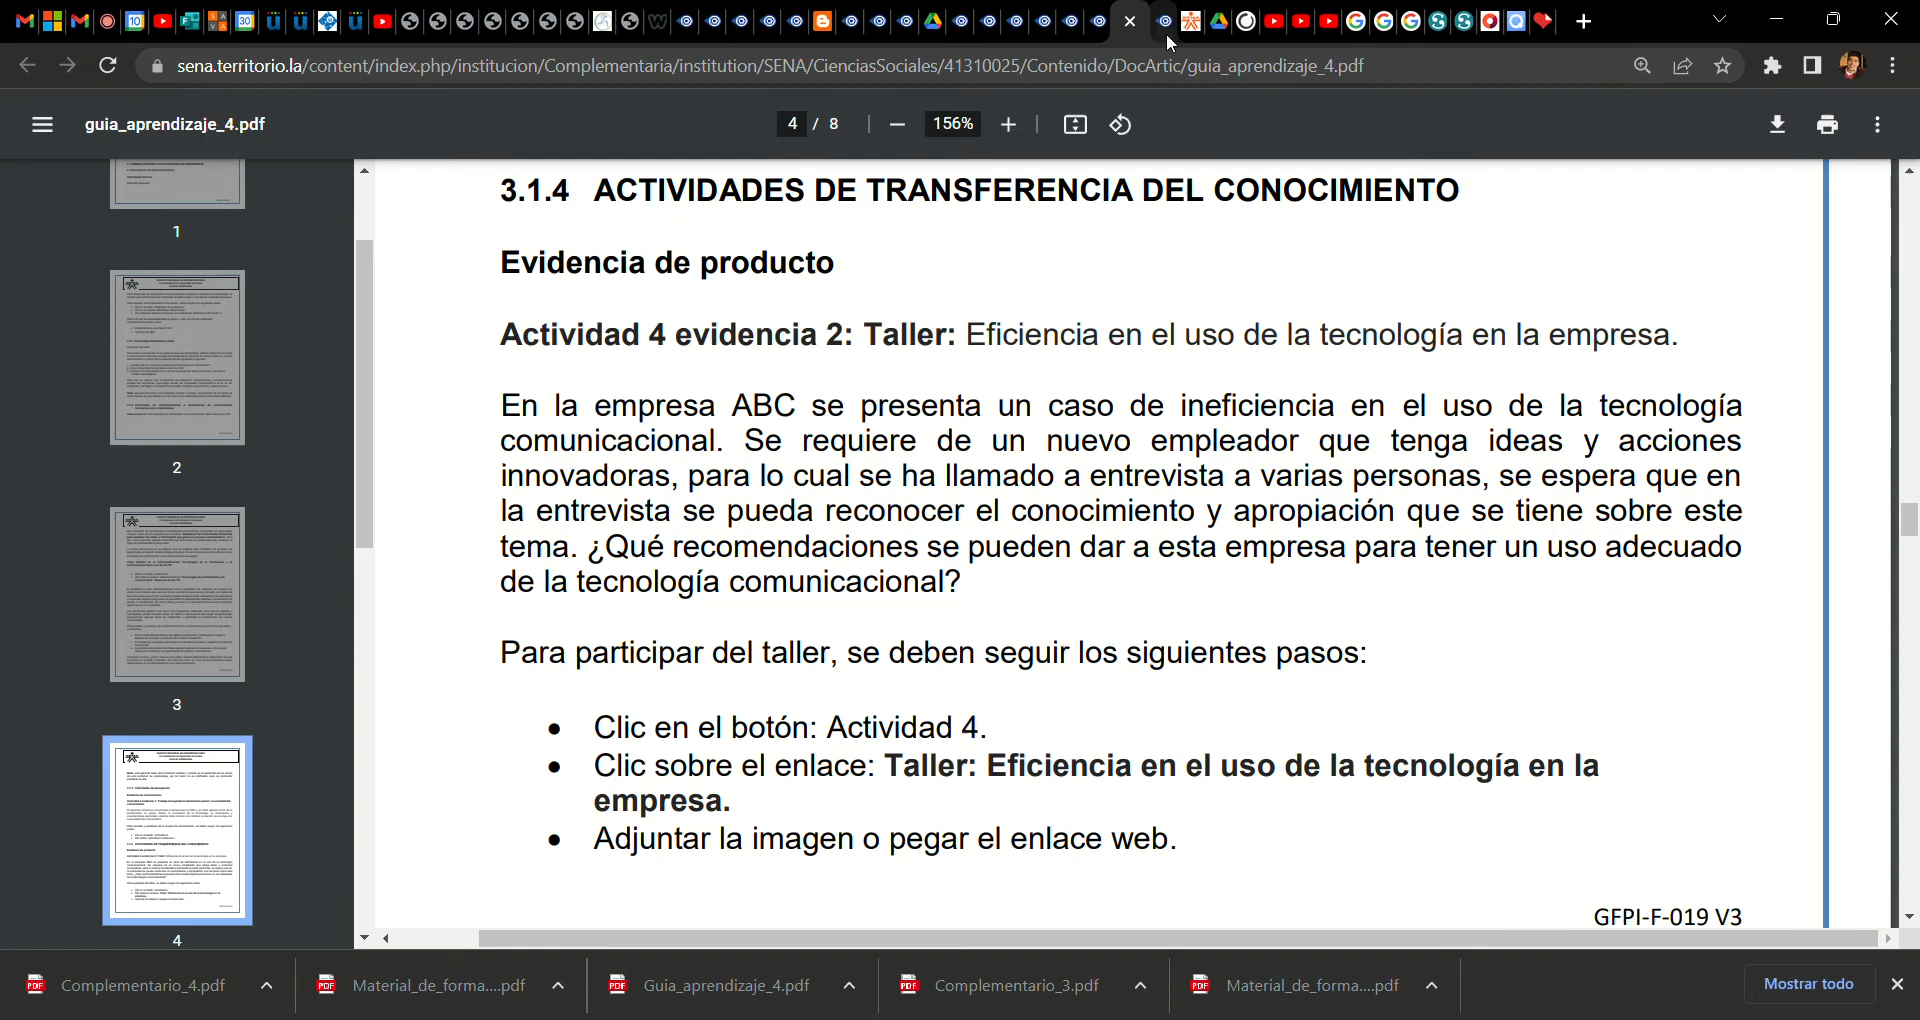 sena.territorio.la/content/index.php/institucion/Complementaria/institution/SENA/CienciasSociales/41310025/Contenido/DocArtic/guia_aprendizaje_4.pdf
guia_aprendizaje_4.pdf
4 / 8
156%
1
2
3
4
3.1.4 ACTIVIDADES DE TRANSFERENCIA DEL CONOCIMIENTO
Evidencia de producto
Actividad 4 evidencia 2: Taller: Eficiencia en el uso de la tecnología en la empresa.
En la empresa ABC se presenta un caso de ineficiencia en el uso de la tecnología
comunicacional. Se requiere de un nuevo empleador que tenga ideas y acciones
innovadoras, para lo cual se ha llamado a entrevista a varias personas, se espera que en
la entrevista se pueda reconocer el conocimiento y apropiación que se tiene sobre este
tema. ¿Qué recomendaciones se pueden dar a esta empresa para tener un uso adecuado
de la tecnología comunicacional?
Para participar del taller, se deben seguir los siguientes pasos:
• Clic en el botón: Actividad 4.
• Clic sobre el enlace: Taller: Eficiencia en el uso de la tecnología en la
empresa.
• Adjuntar la imagen o pegar el enlace web.
GFPI-F-019 V3
Complementario_4.pdf
Material_de_forma....pdf
Guia_aprendizaje_4.pdf
Complementario_3.pdf
Material_de_forma....pdf
Mostrar todo